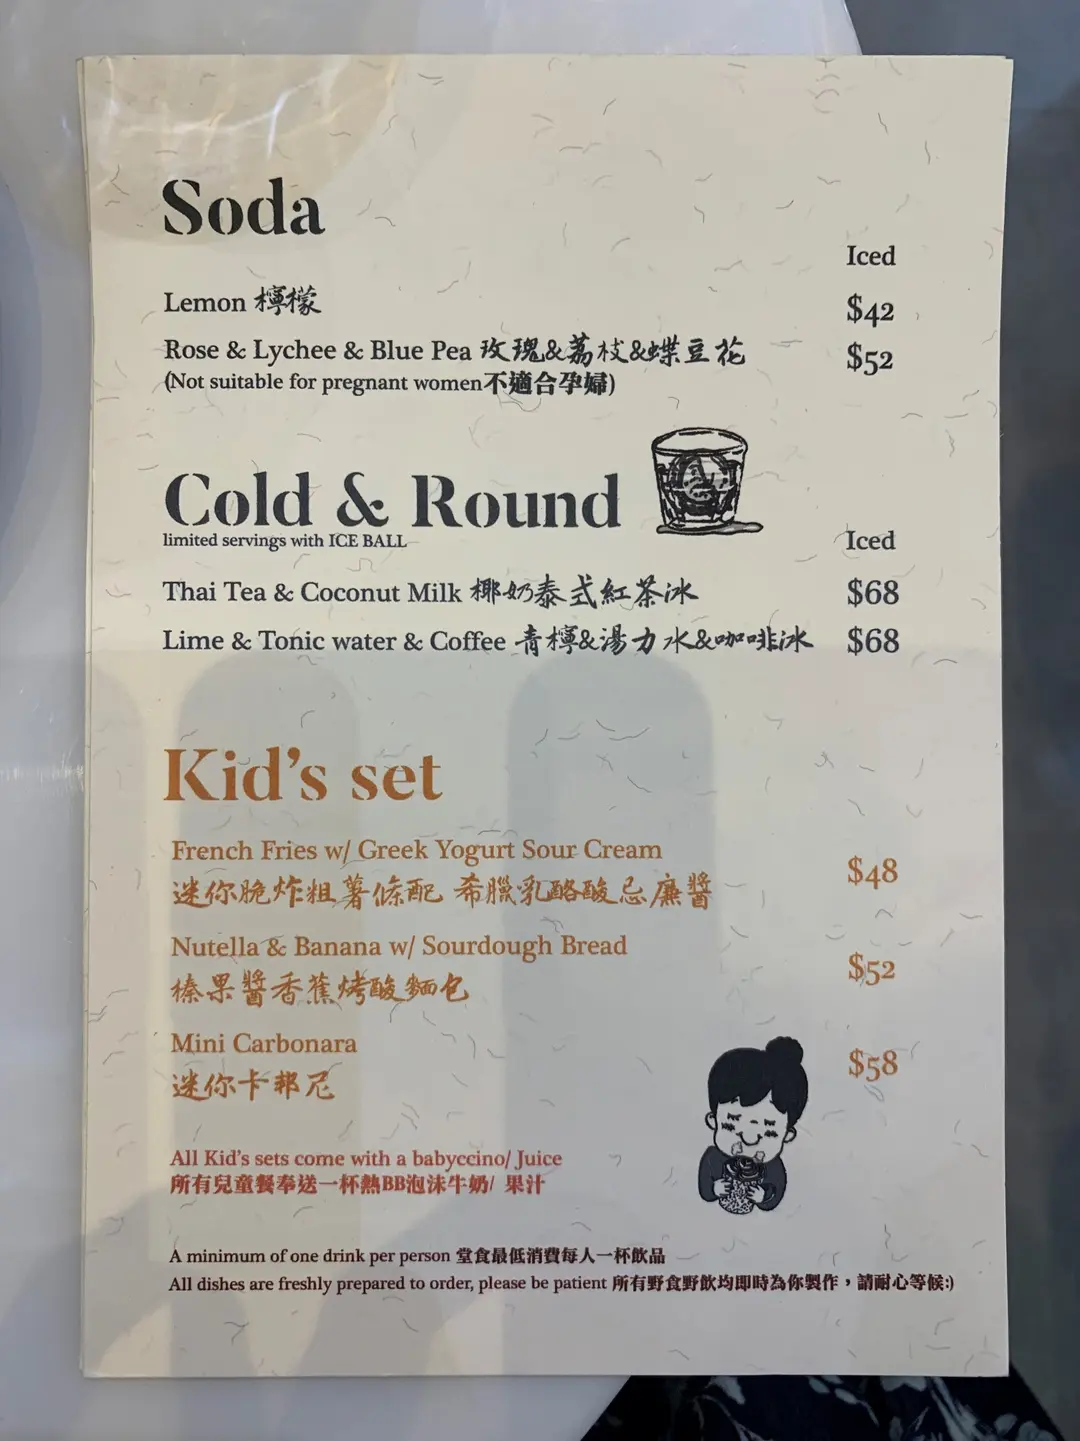 Soda
Iced
Lemon 檸檬
$42
Rose & Lychee & Blue Pea 玫瑰&荔枝&蝶豆花
$52
(Not suitable for pregnant women不適合孕婦)
Cold & Round
limited servings with ICE BALL
Iced
Thai Tea & Coconut Milk 椰奶泰式紅茶冰
$68
Lime & Tonic water & Coffee 青檸&湯力水&咖啡冰
$68
Kid's set
French Fries w/ Greek Yogurt Sour Cream
迷你脆炸粗薯條配 希臘乳酪酸忌廉醬
$48
Nutella & Banana w/ Sourdough Bread
榛果醬香蕉烤酸麵包
$52
Mini Carbonara
迷你卡邦尼
$58
All Kid's sets come with a babyccino/ Juice
所有兒童餐奉送一杯熱BB泡沫牛奶/ 果汁
A minimum of one drink per person 堂食最低消費每人一杯飲品
All dishes are freshly prepared to order, please be patient 所有野食野飲均即時為你製作，請耐心等候:)